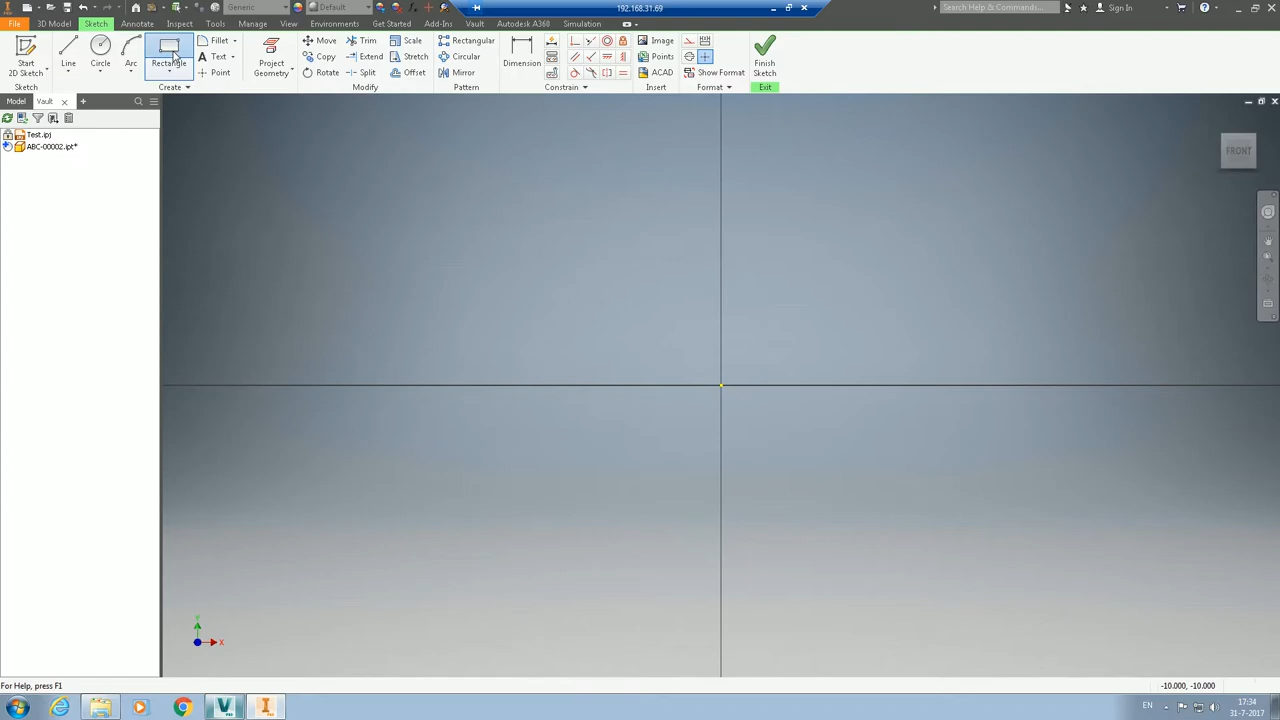 Generic
Default
192.168.31.69
Search Help & Commands...
Sign In
File
3D Model
Sketch
Annotate
Inspect
Tools
Manage
View
Environments
Get Started
Add-Ins
Vault
Autodesk A360
Simulation
Start
2D Sketch
Line
Circle
Arc
Rectangle
Fillet
Text
Point
Project
Geometry
Move
Copy
Rotate
Trim
Extend
Split
Scale
Stretch
Offset
Rectangular
Circular
Mirror
Dimension
Image
Points
ACAD
Show Format
Finish
Sketch
Sketch
Create
Modify
Pattern
Constrain
Insert
Format
Exit
Model
Vault
Test.ipj
ABC-00002.ipt*
FRONT
Y
X
For Help, press F1
-10.000, -10.000
EN
17:34
31-7-2017